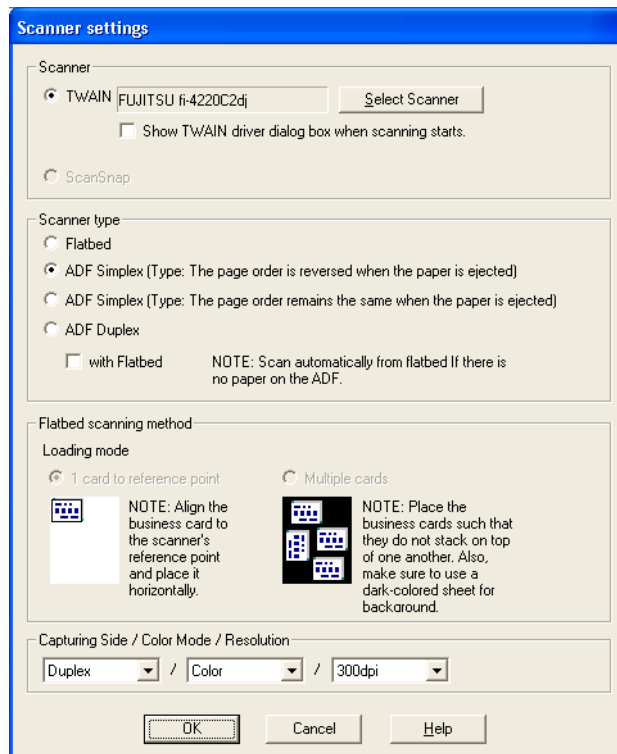 Scanner settings
Scanner
TWAIN FUJITSU fi-4220C2dj Select Scanner
Show TWAIN driver dialog box when scanning starts.
ScanSnap
Scanner type
Flatbed
ADF Simplex (Type: The page order is reversed when the paper is ejected)
ADF Simplex (Type: The page order remains the same when the paper is ejected)
ADF Duplex
with Flatbed NOTE: Scan automatically from flatbed If there is
no paper on the ADF.
Flatbed scanning method
Loading mode
1 card to reference point
NOTE: Align the
business card to
the scanner's
reference point
and place it
horizontally.
Multiple cards
NOTE: Place the
business cards such that
they do not stack on top
of one another. Also,
make sure to use a
dark-colored sheet for
background.
Capturing Side / Color Mode / Resolution
Duplex / Color / 300dpi
OK Cancel Help